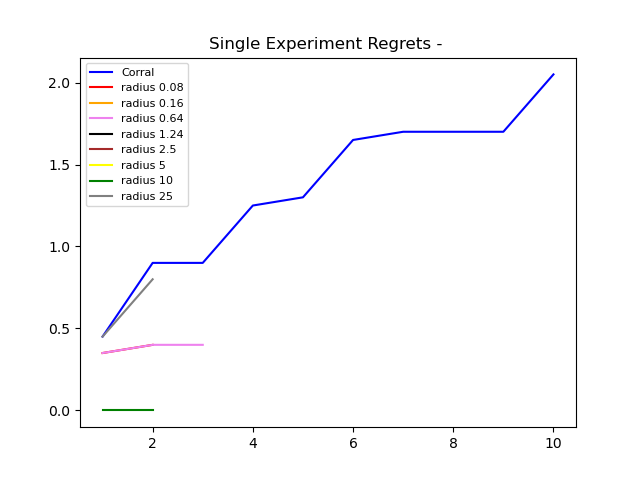 Single Experiment Regrets -
Corral
radius 0.08
radius 0.16
radius 0.64
radius 1.24
radius 2.5
radius 5
radius 10
radius 25
2.0
1.5
1.0
0.5
0.0
2 4 6 8 10